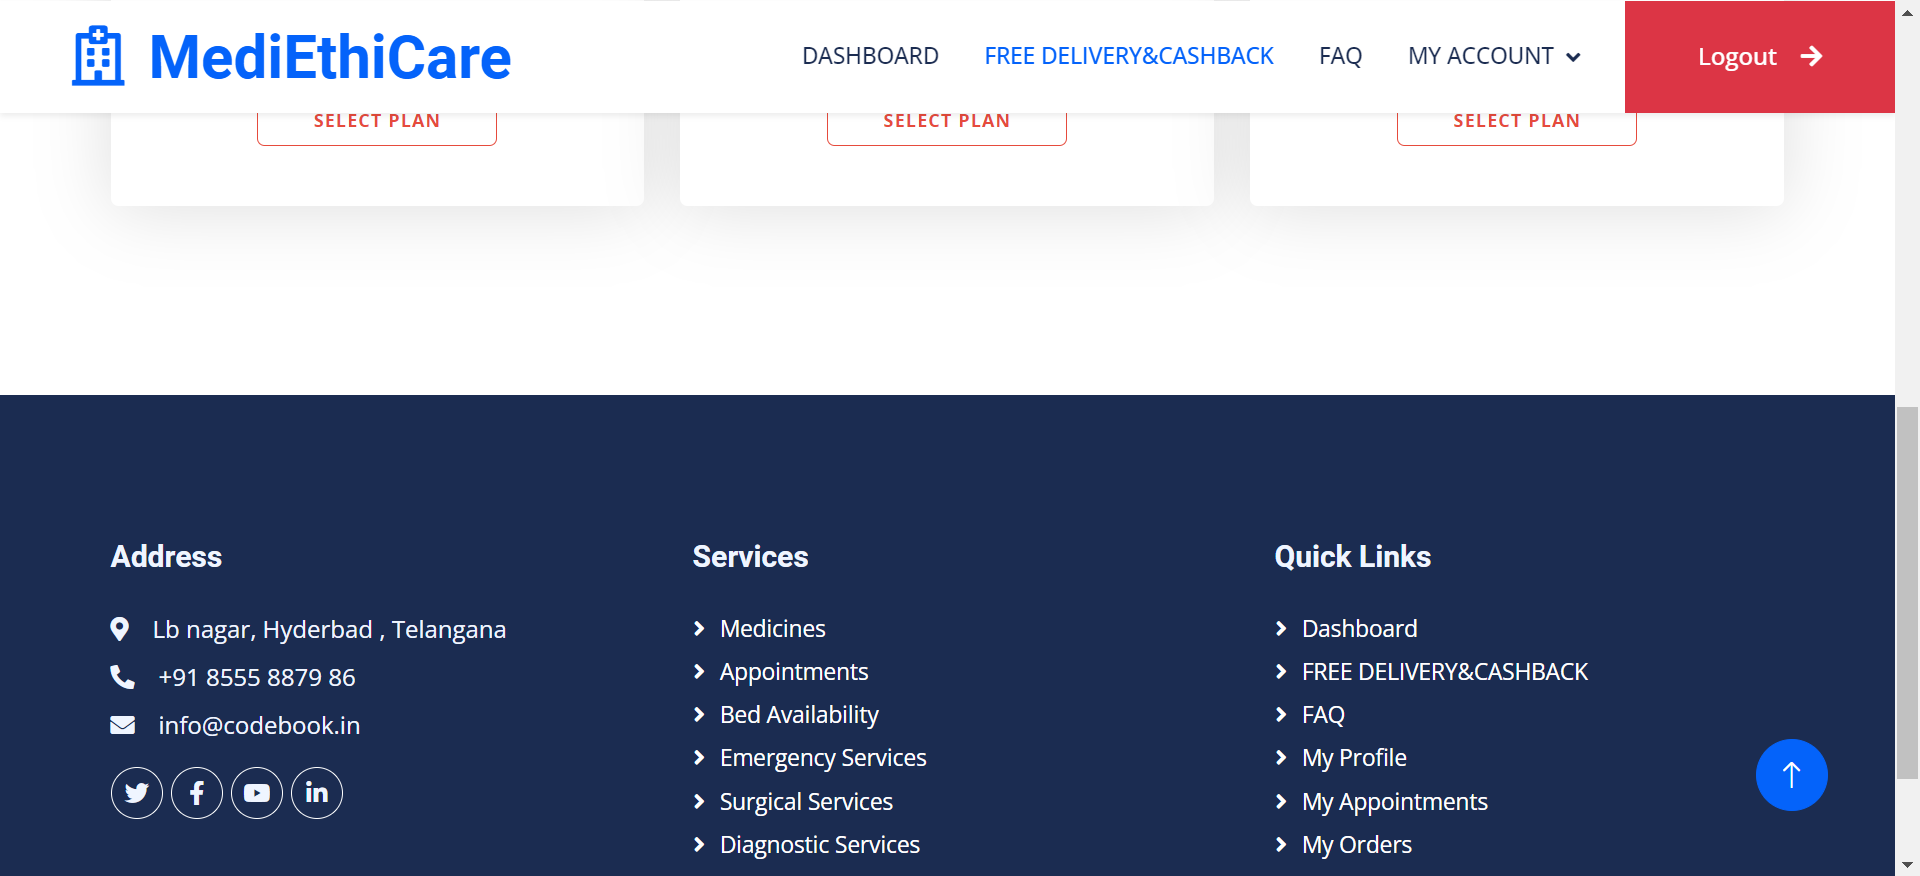 MediEthiCare
DASHBOARD FREE DELIVERY&CASHBACK FAQ MY ACCOUNT Logout
SELECT PLAN SELECT PLAN SELECT PLAN
Address
Lb nagar, Hyderbad , Telangana
+91 8555 8879 86
info@codebook.in
Services
Medicines
Appointments
Bed Availability
Emergency Services
Surgical Services
Diagnostic Services
Quick Links
Dashboard
FREE DELIVERY&CASHBACK
FAQ
My Profile
My Appointments
My Orders